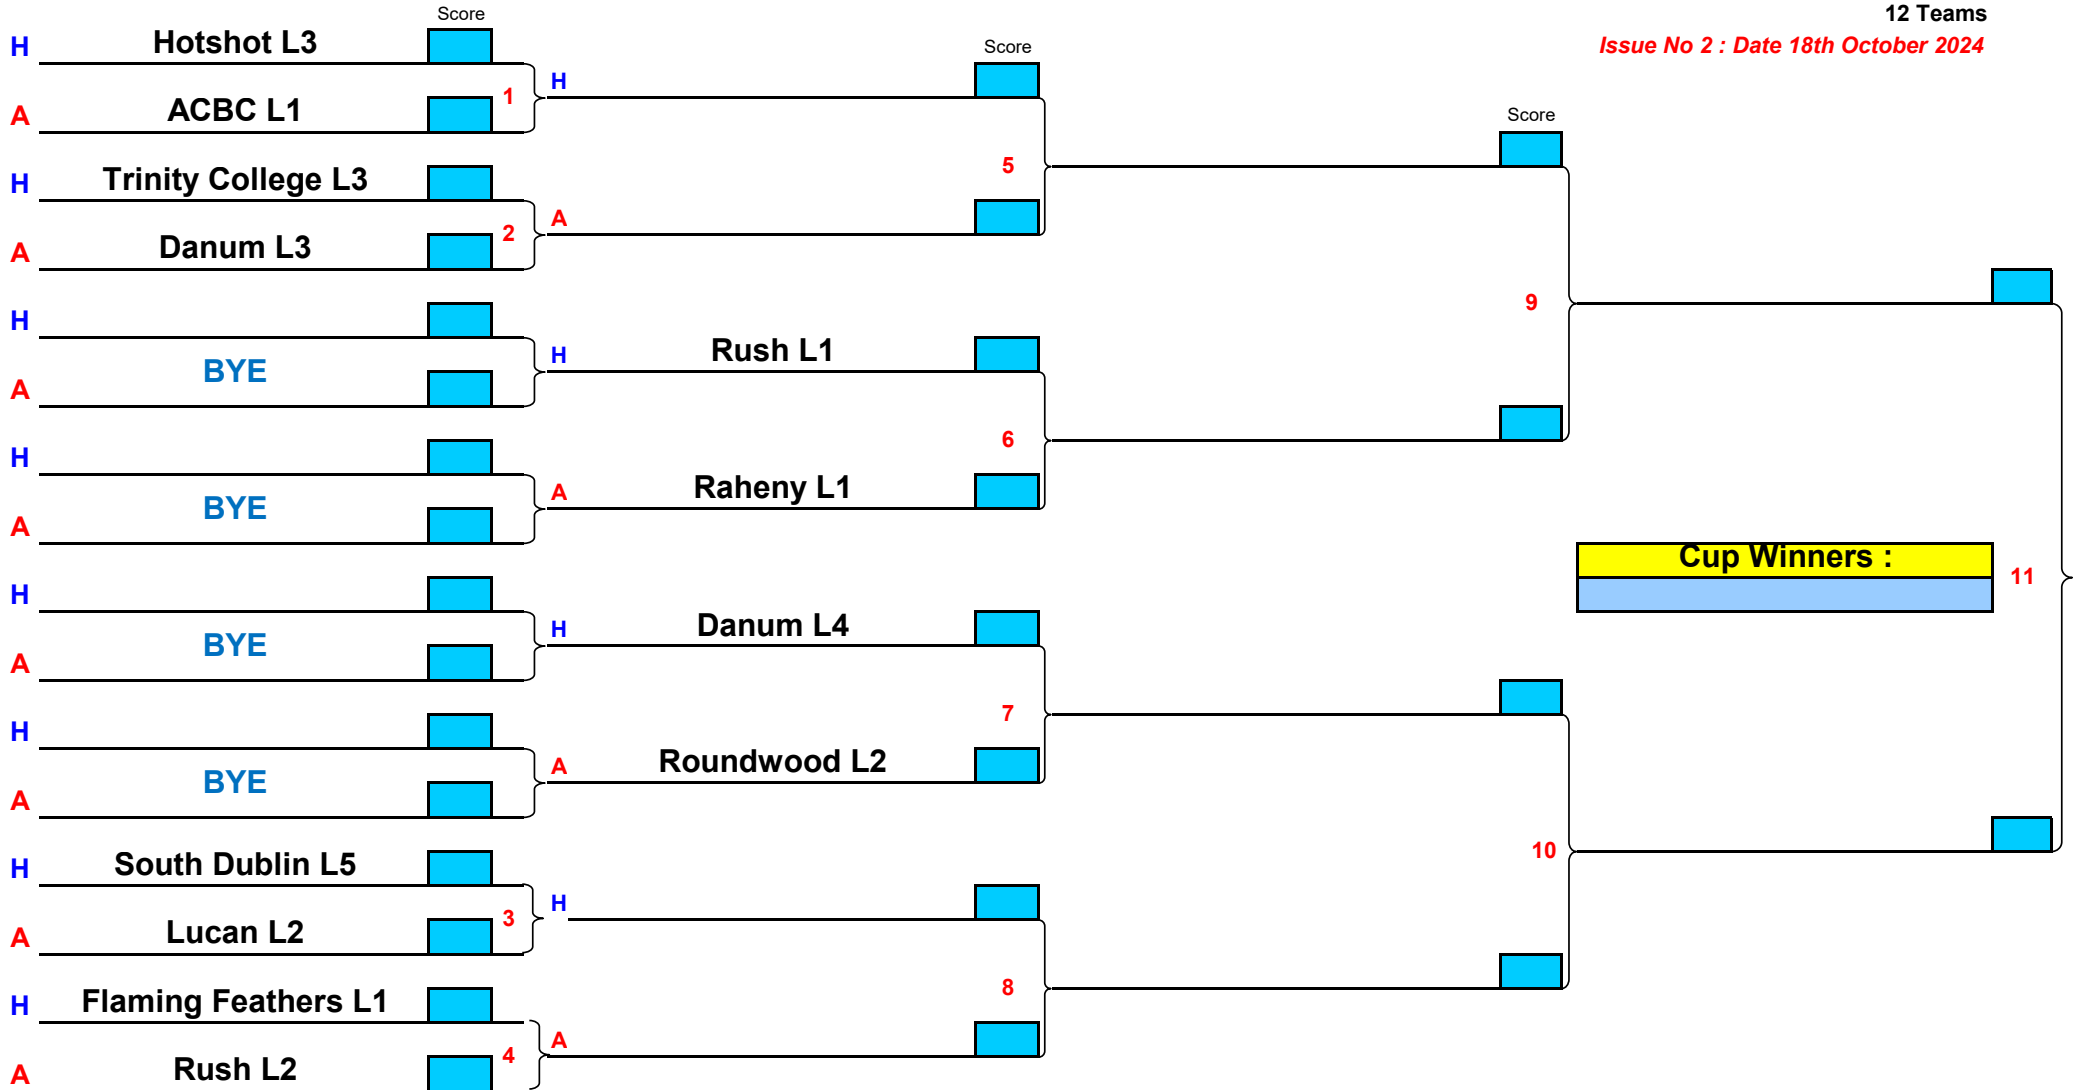 Score
12 Teams
H Hotshot L3
Score
Issue No 2 : Date 18th October 2024
1 H
A ACBC L1
Score
H Trinity College L3
5
2 A
A Danum L3
9
H
H Rush L1
BYE
A
6
H
A Raheny L1
BYE
A
Cup Winners :
11
H
H Danum L4
BYE
A
7
H
A Roundwood L2
BYE
A
10
H South Dublin L5
3 H
A Lucan L2
8
H Flaming Feathers L1
4 A
A Rush L2